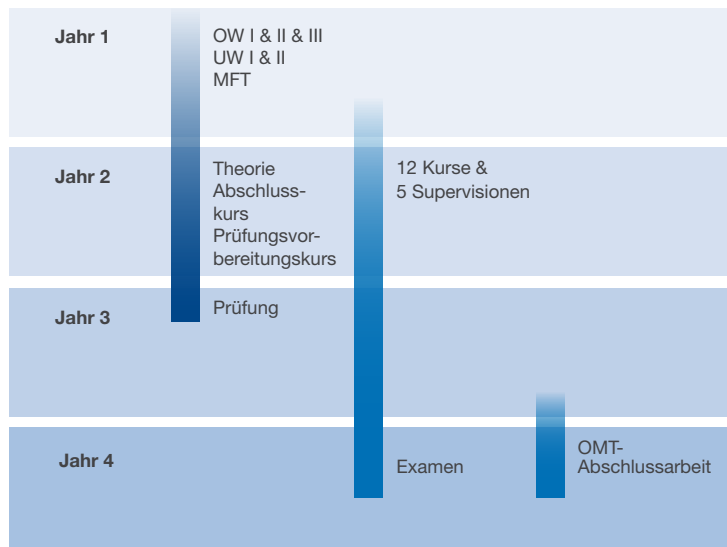 Jahr 1
OW I & II & III
UW I & II
MFT
Jahr 2
Theorie
Abschluss-
kurs
Prüfungsvor-
bereitungskurs
12 Kurse &
5 Supervisionen
Jahr 3
Prüfung
Jahr 4
Examen
OMT-
Abschlussarbeit